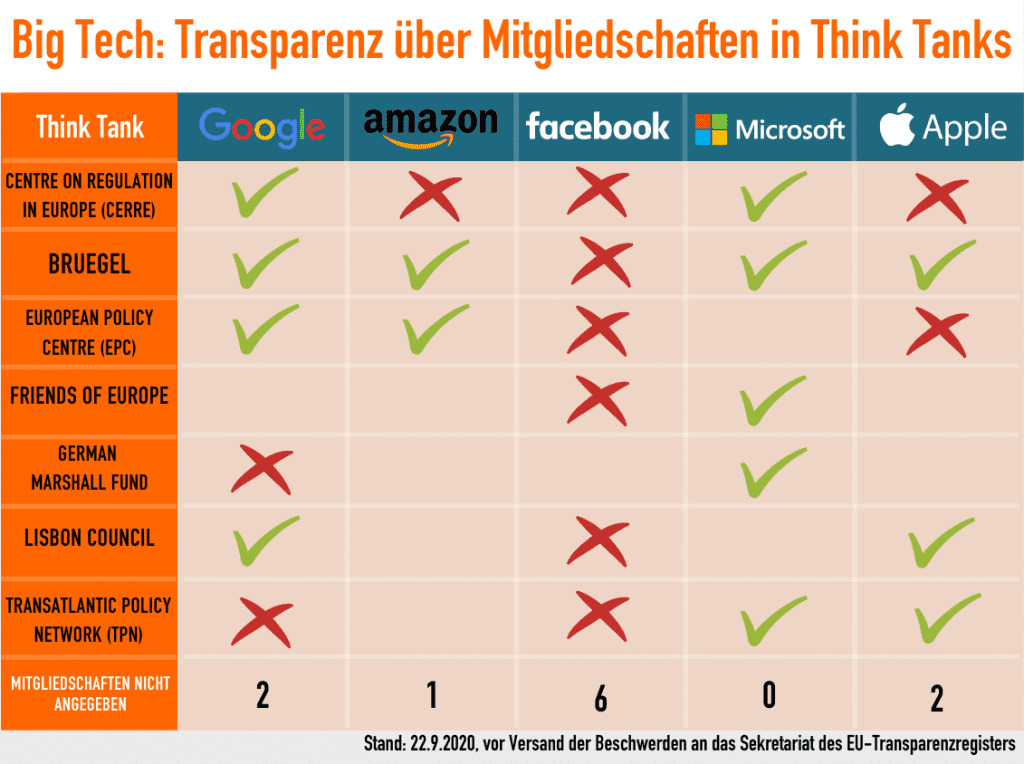 Big Tech: Transparenz über Mitgliedschaften in Think Tanks
Think Tank
Google
amazon
facebook
Microsoft
Apple
CENTRE ON REGULATION
IN EUROPE (CERRE)
BRUEGEL
EUROPEAN POLICY
CENTRE (EPC)
FRIENDS OF EUROPE
GERMAN
MARSHALL FUND
LISBON COUNCIL
TRANSATLANTIC POLICY
NETWORK (TPN)
MITGLIEDSCHAFTEN NICHT
ANGEGEBEN
2
1
6
0
2
Stand: 22.9.2020, vor Versand der Beschwerden an das Sekretariat des EU-Transparenzregisters